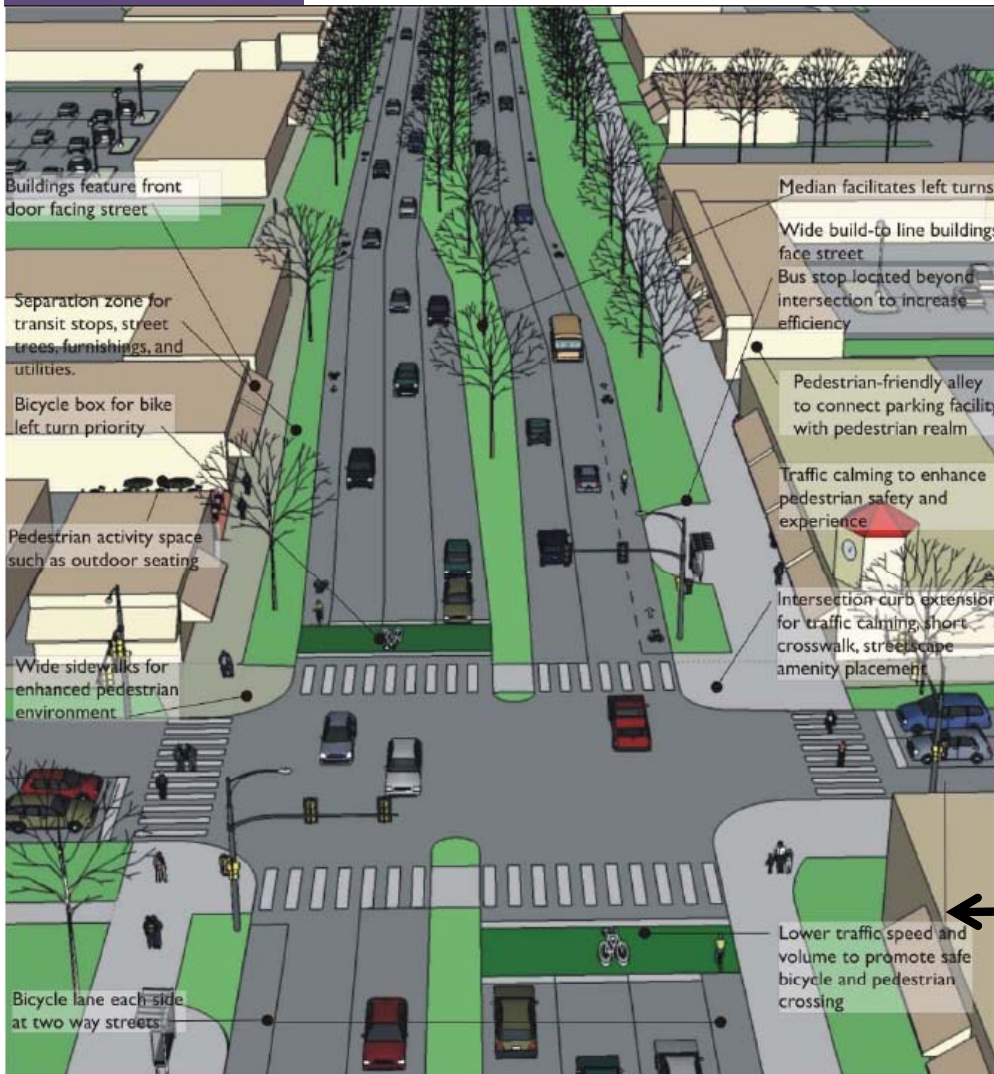 Buildings feature front
door facing street
Separation zone for
transit stops, street
trees, furnishings, and
utilities.
Bicycle box for bike
left turn priority
Pedestrian activity space
such as outdoor seating
Wide sidewalks for
enhanced pedestrian
environment
Bicycle lane each side
at two way streets
Median facilitates left turns
Wide build-to line buildings
face street
Bus stop located beyond
intersection to increase
efficiency
Pedestrian-friendly alley
to connect parking facility
with pedestrian realm
Traffic calming to enhance
pedestrian safety and
experience
Intersection curb extension
for traffic calming, short
crosswalk, streetscape
amenity placement
Lower traffic speed and
volume to promote safe
bicycle and pedestrian
crossing